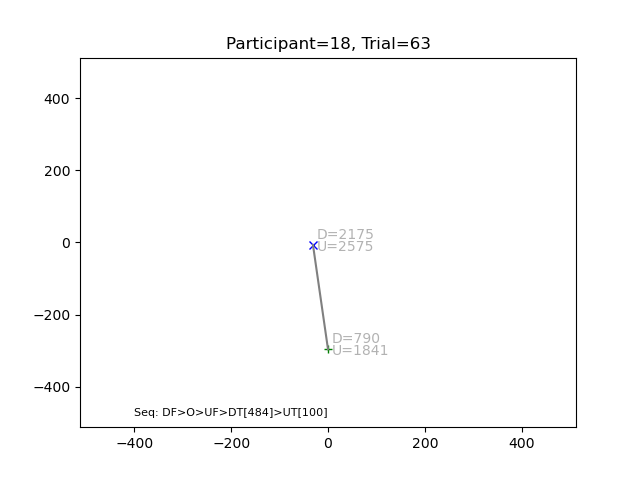 Participant=18, Trial=63
400
200
0
−200
−400
D=2175
U=2575
D=790
U=1841
Seq: DF>O>UF>DT[484]>UT[100]
−400 −200 0 200 400